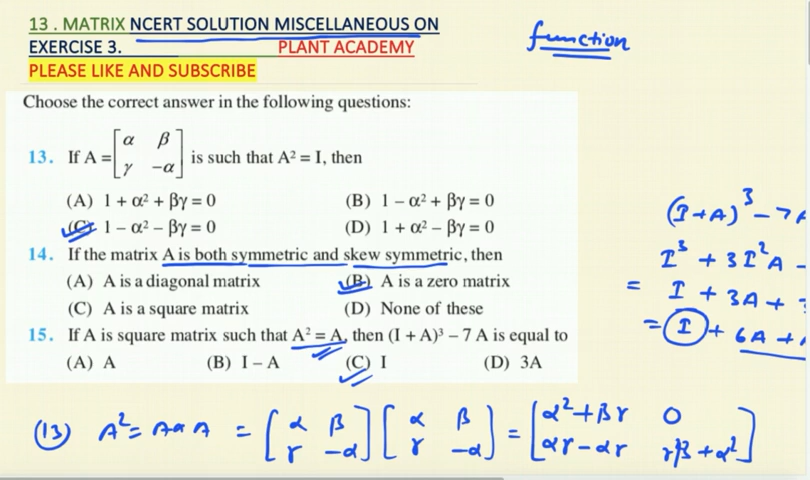 13 . MATRIX NCERT SOLUTION MISCELLANEOUS ON
EXERCISE 3. PLANT ACADEMY
PLEASE LIKE AND SUBSCRIBE
function
Choose the correct answer in the following questions:
13. If A = [α β; γ -α] is such that A² = I, then
(A) 1 + α² + βγ = 0 (B) 1 – α² + βγ = 0
(C) 1 – α² – βγ = 0 (D) 1 + α² – βγ = 0
14. If the matrix A is both symmetric and skew symmetric, then
(A) A is a diagonal matrix (B) A is a zero matrix
(C) A is a square matrix (D) None of these
15. If A is square matrix such that A² = A, then (I + A)³ – 7 A is equal to
(A) A (B) I – A (C) I (D) 3A
(I+A)³ - 7A
I³ + 3I²A -
= I + 3A +
= I + 6A +
(13) A² = A × A = [α β; γ -α] [α β; γ -α] = [α²+βγ 0; αγ-αγ γβ+α²]